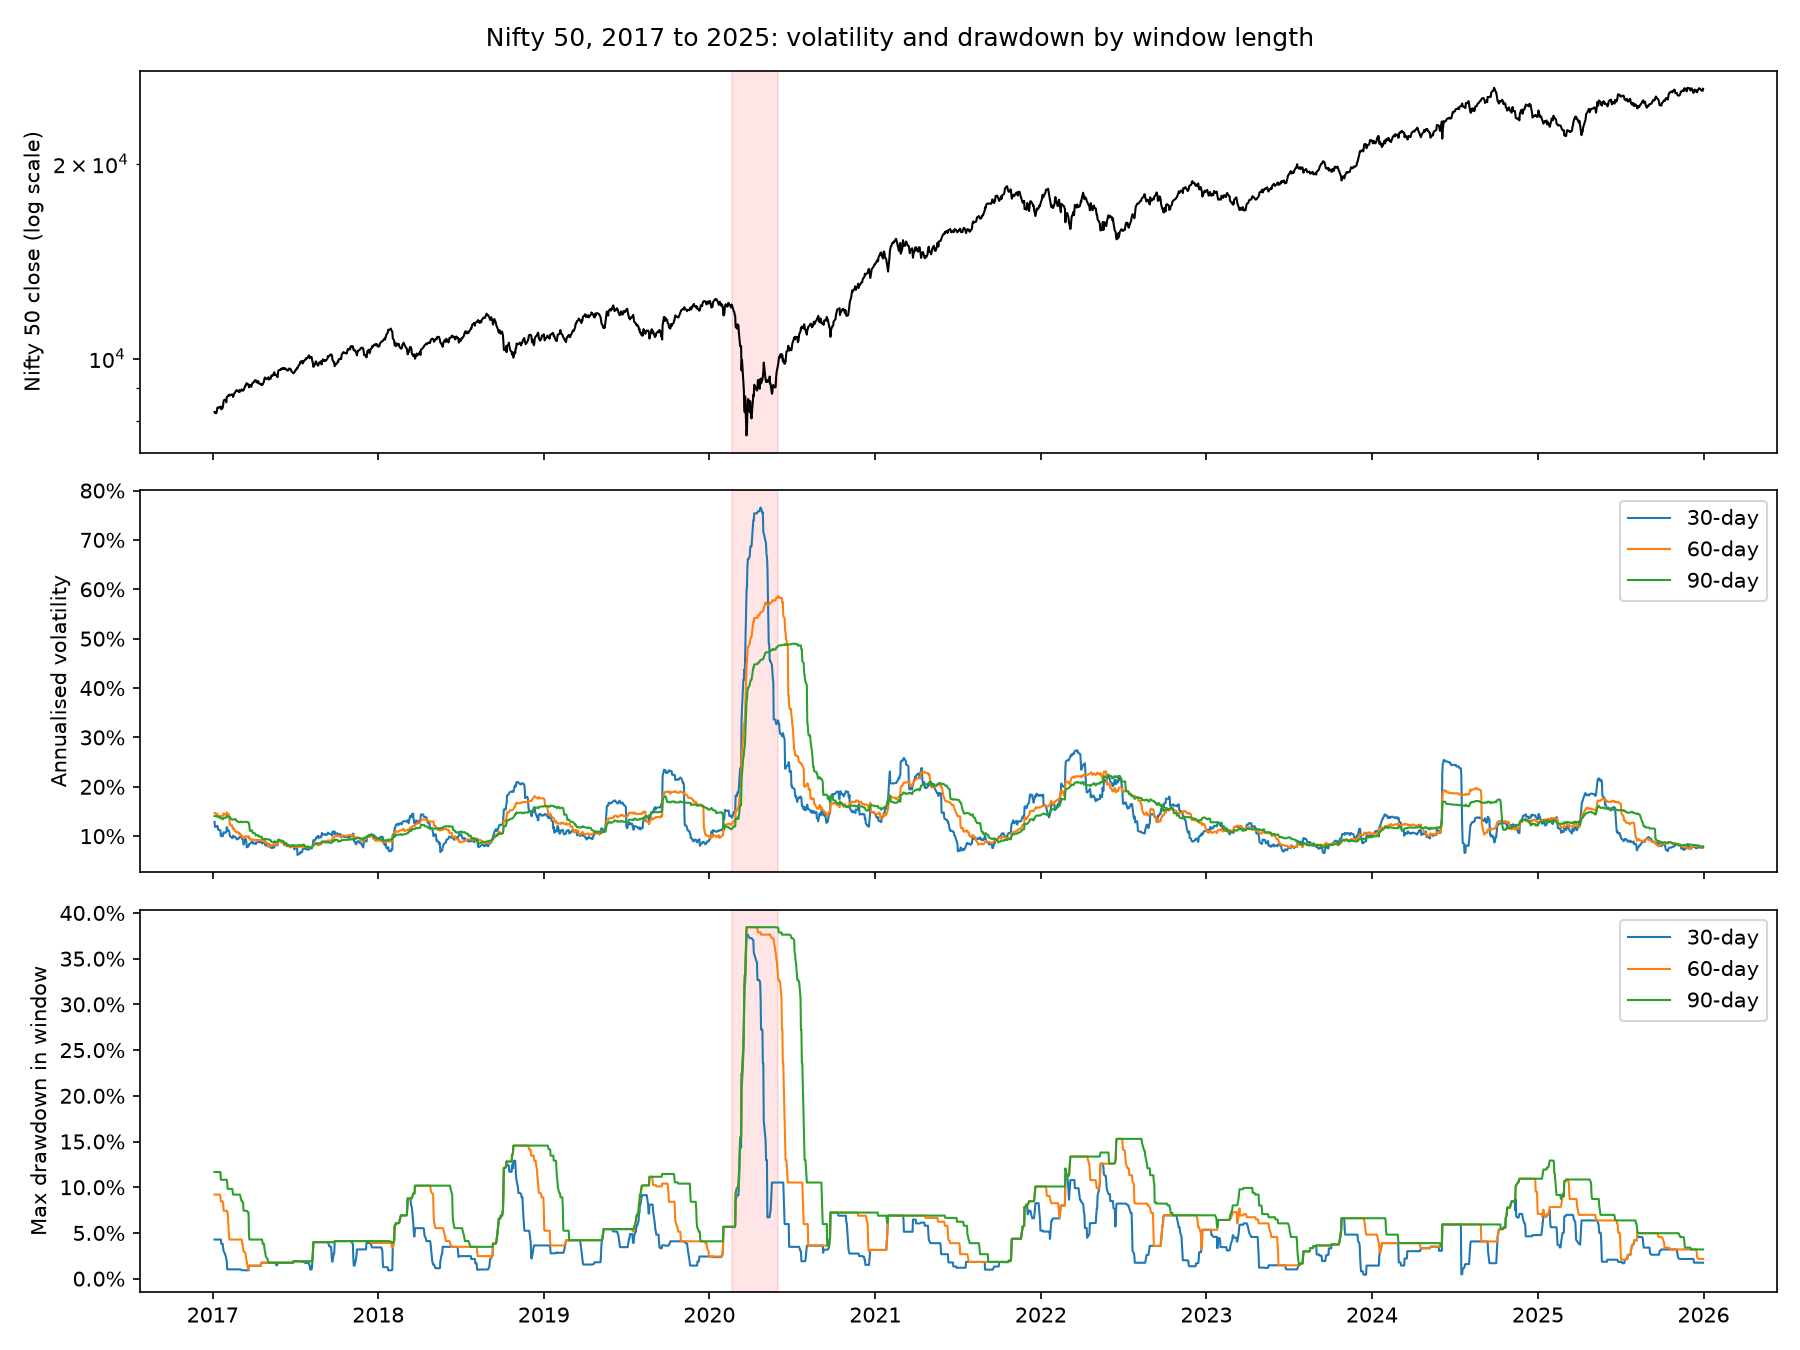 Nifty 50, 2017 to 2025: volatility and drawdown by window length
Nifty 50 close (log scale)
2 × 10⁴
10⁴
Annualised volatility
80%
70%
60%
50%
40%
30%
20%
10%
30-day
60-day
90-day
Max drawdown in window
40.0%
35.0%
30.0%
25.0%
20.0%
15.0%
10.0%
5.0%
0.0%
30-day
60-day
90-day
2017 2018 2019 2020 2021 2022 2023 2024 2025 2026